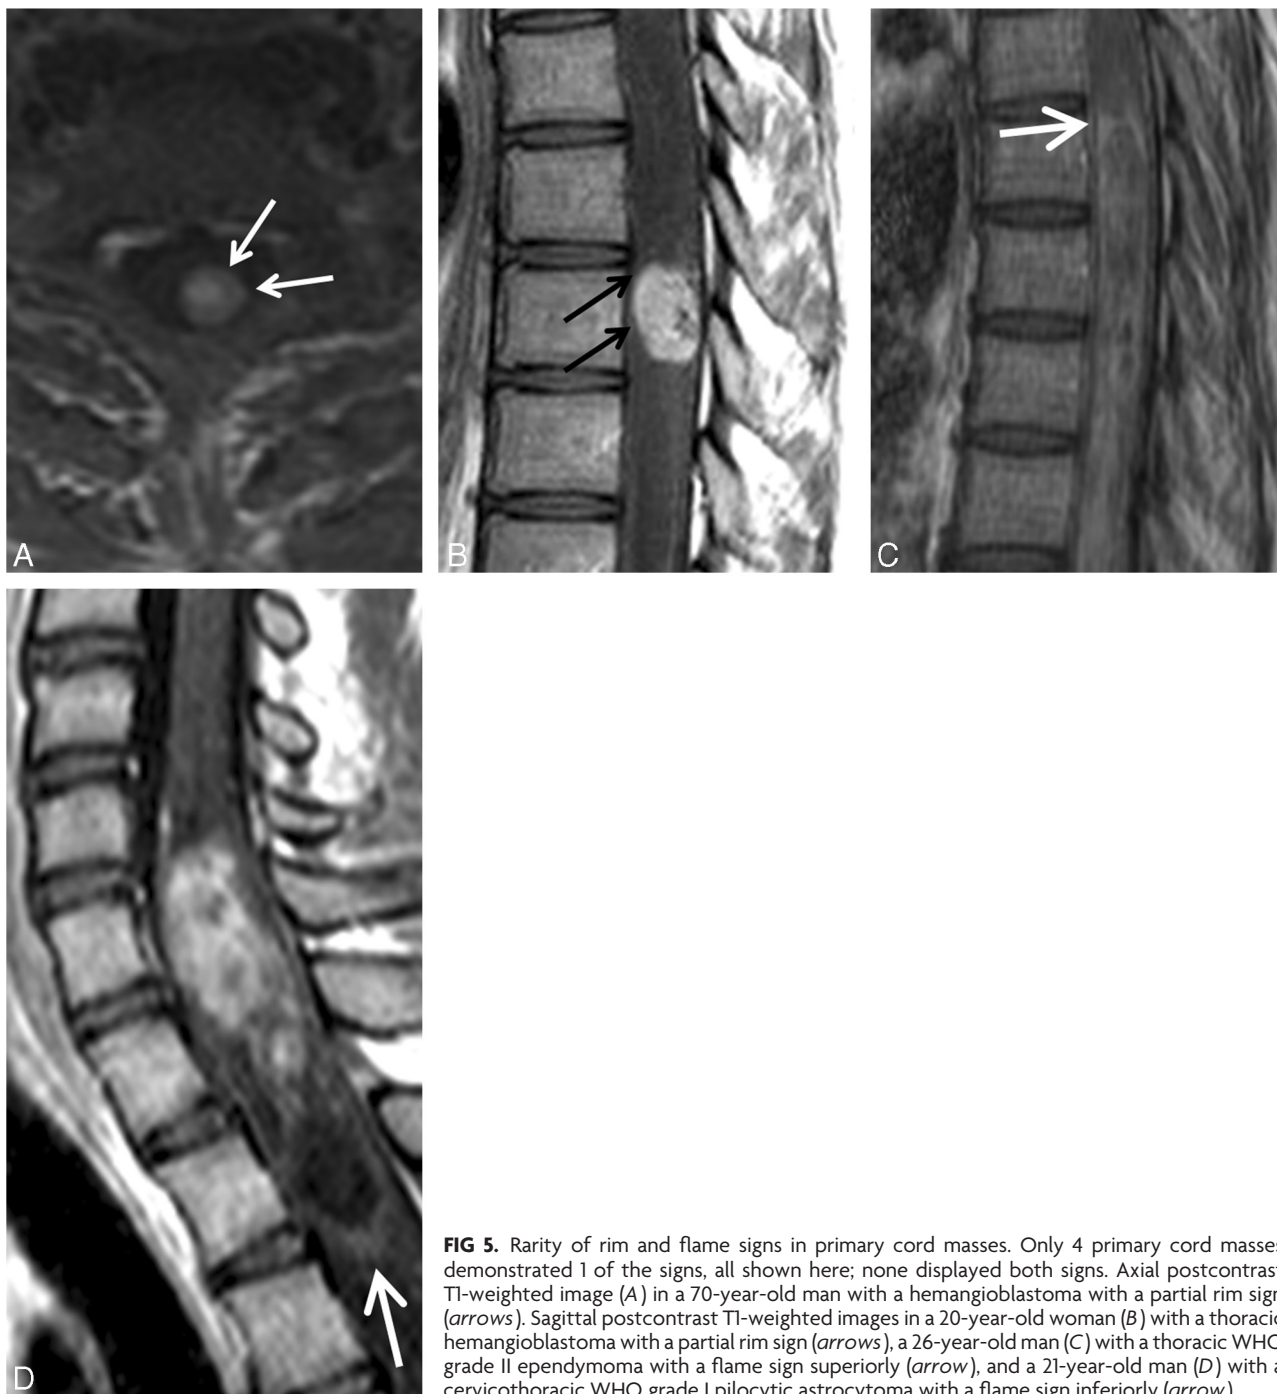 A
B
C
D
FIG 5. Rarity of rim and flame signs in primary cord masses. Only 4 primary cord masses
demonstrated 1 of the signs, all shown here; none displayed both signs. Axial postcontrast
T1-weighted image (A) in a 70-year-old man with a hemangioblastoma with a partial rim sign
(arrows). Sagittal postcontrast T1-weighted images in a 20-year-old woman (B) with a thoracic
hemangioblastoma with a partial rim sign (arrows), a 26-year-old man (C) with a thoracic WHO
grade II ependymoma with a flame sign superiorly (arrow), and a 21-year-old man (D) with a
cervicothoracic WHO grade I pilocytic astrocytoma with a flame sign inferiorly (arrow).